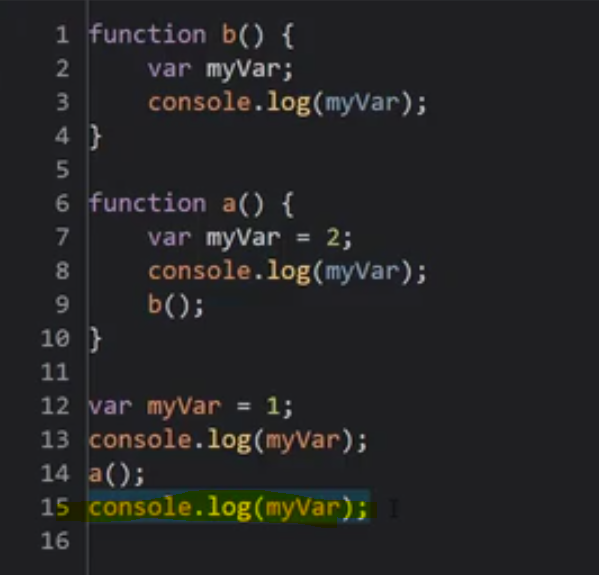 1 function b() {
2     var myVar;
3     console.log(myVar);
4 }
5
6 function a() {
7     var myVar = 2;
8     console.log(myVar);
9     b();
10 }
11
12 var myVar = 1;
13 console.log(myVar);
14 a();
15 console.log(myVar);
16